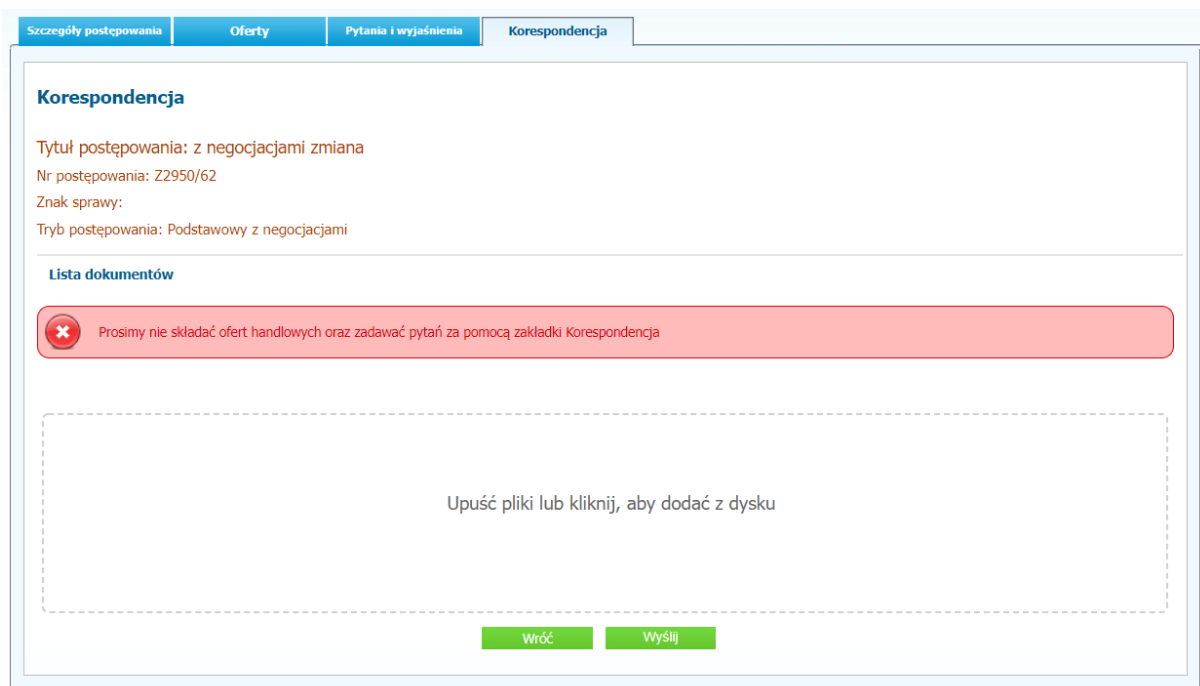 Szczegóły postępowania
Oferty
Pytania i wyjaśnienia
Korespondencja
Korespondencja
Tytuł postępowania: z negocjacjami zmiana
Nr postępowania: Z2950/62
Znak sprawy:
Tryb postępowania: Podstawowy z negocjacjami
Lista dokumentów
Prosimy nie składać ofert handlowych oraz zadawać pytań za pomocą zakładki Korespondencja
Upuść pliki lub kliknij, aby dodać z dysku
Wróć
Wyślij